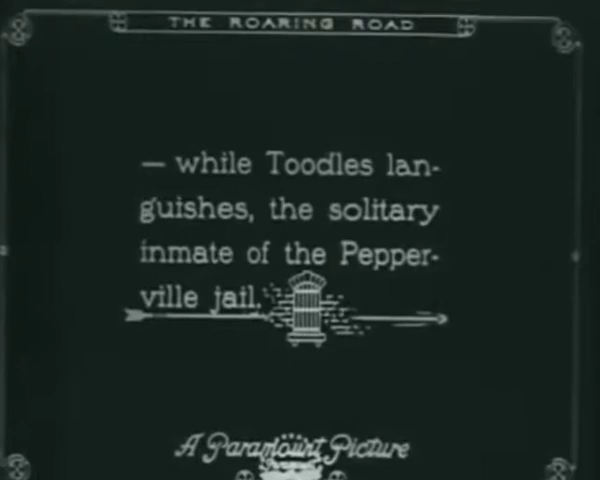 THE ROARING ROAD
— while Toodles lan-
guishes, the solitary
inmate of the Pepper-
ville jail.
A Paramount Picture